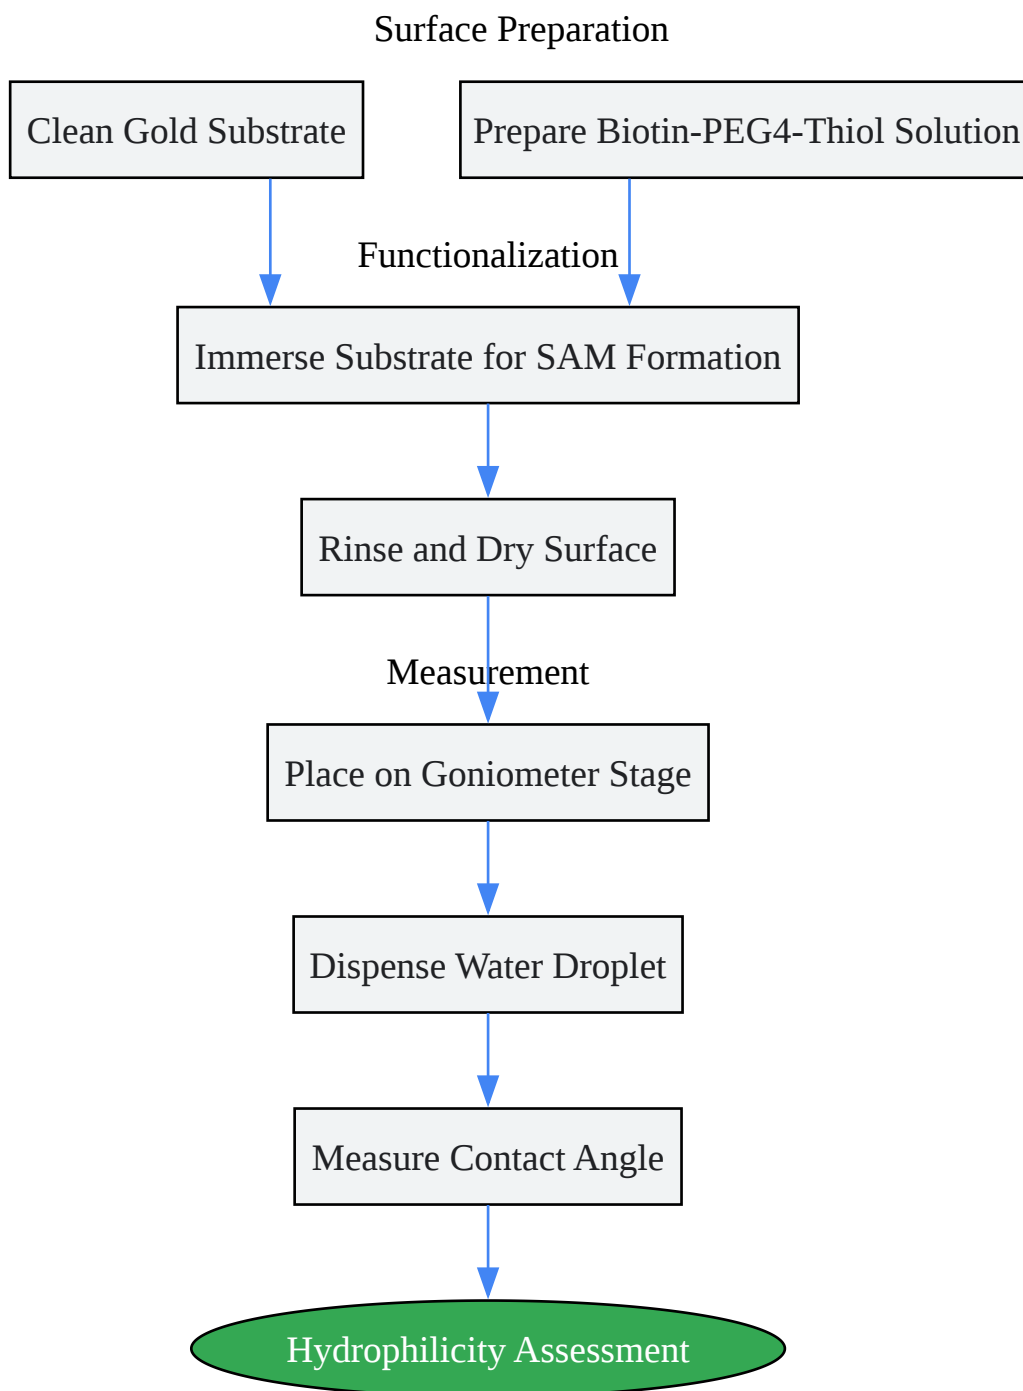 Surface Preparation
Clean Gold Substrate
Prepare Biotin-PEG4-Thiol Solution
Functionalization
Immerse Substrate for SAM Formation
Rinse and Dry Surface
Measurement
Place on Goniometer Stage
Dispense Water Droplet
Measure Contact Angle
Hydrophilicity Assessment